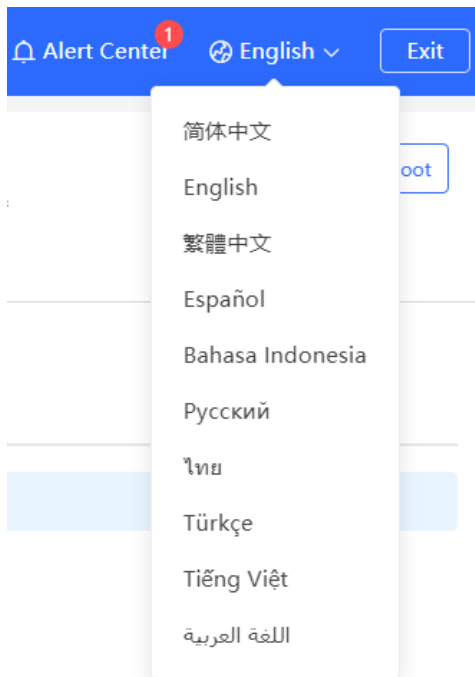 Alert Center 1 English Exit
简体中文
oot
English
繁體中文
Español
Bahasa Indonesia
Русский
ไทย
Türkçe
Tiếng Việt
اللغة العربية